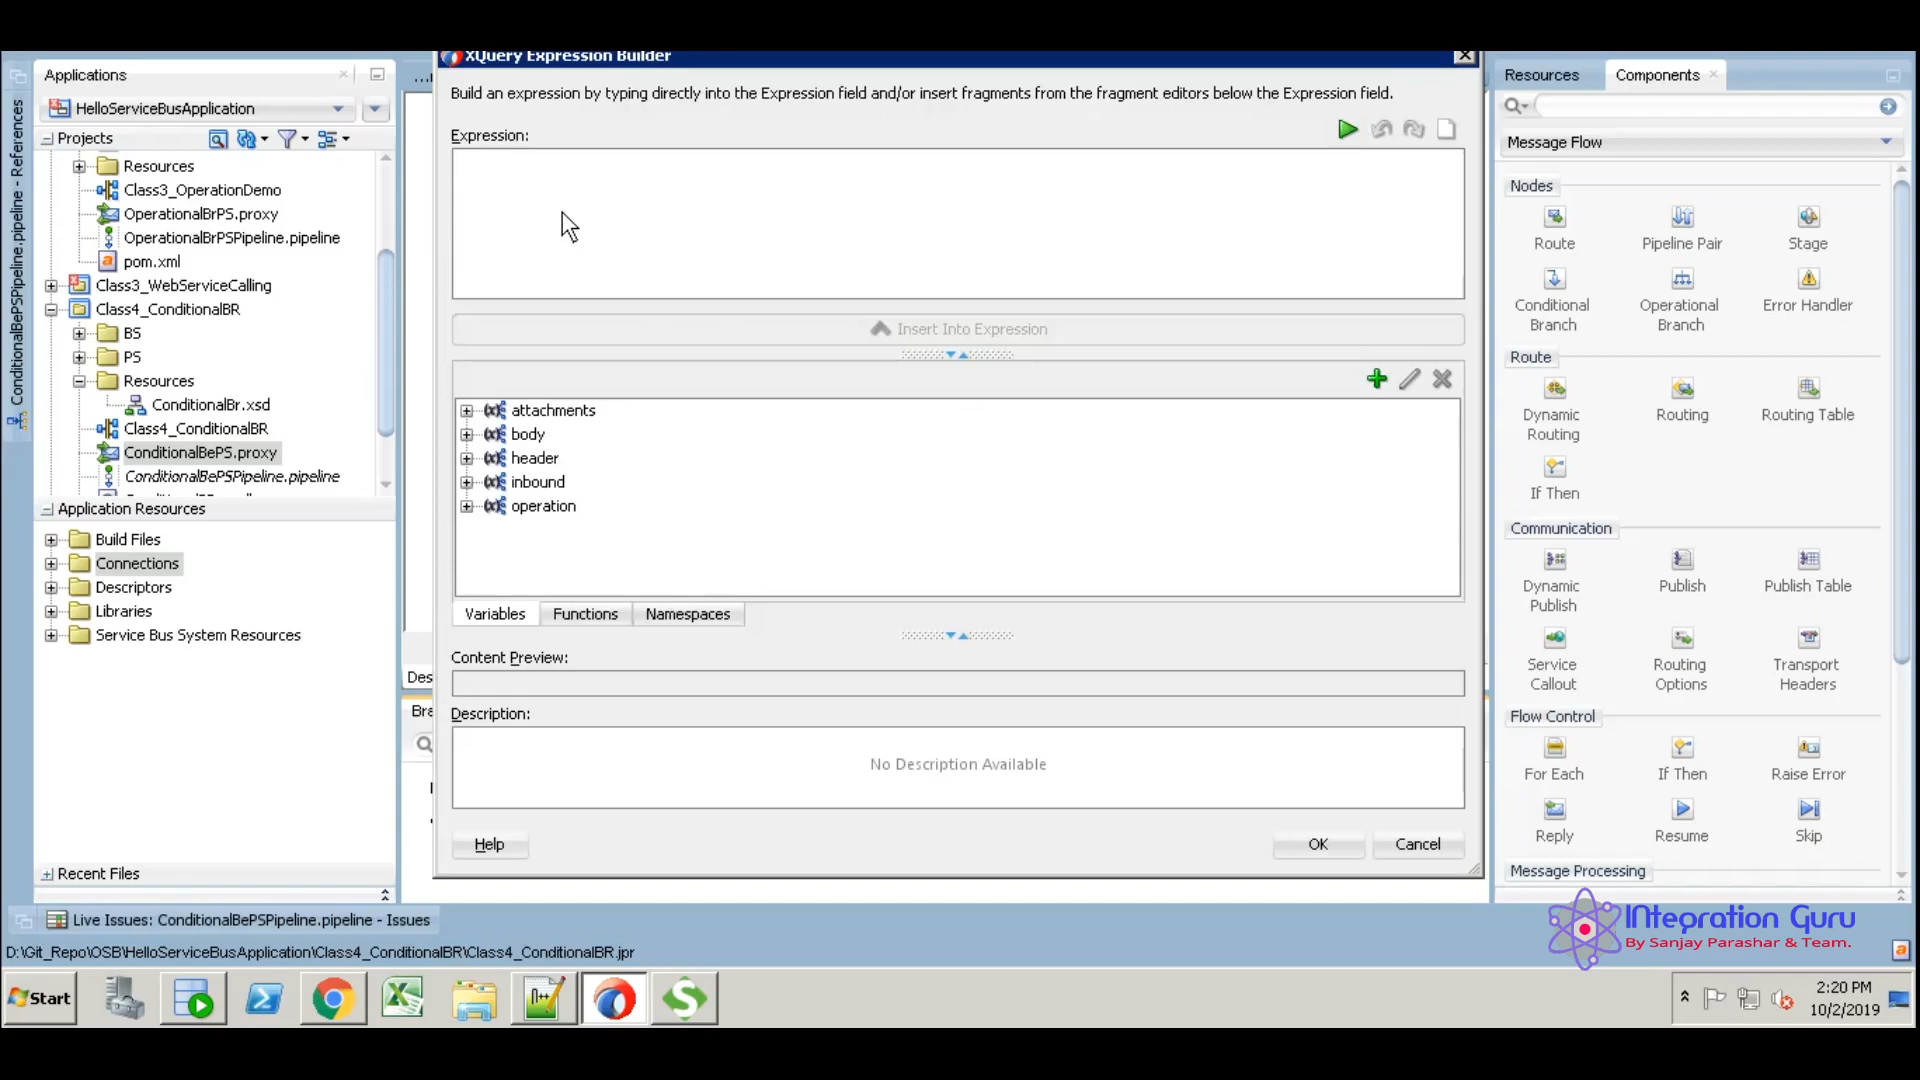 ConditionalBePSPipeline.pipeline - References
Applications
HelloServiceBusApplication
Projects
Resources
Class3_OperationDemo
OperationalBrPS.proxy
OperationalBrPSPipeline.pipeline
pom.xml
Class3_WebServiceCalling
Class4_ConditionalBR
BS
PS
Resources
ConditionalBr.xsd
Class4_ConditionalBR
ConditionalBePS.proxy
ConditionalBePSPipeline.pipeline
Application Resources
Build Files
Connections
Descriptors
Libraries
Service Bus System Resources
Recent Files
XQuery Expression Builder
Build an expression by typing directly into the Expression field and/or insert fragments from the fragment editors below the Expression field.
Expression:
Insert Into Expression
attachments
body
header
inbound
operation
Variables Functions Namespaces
Content Preview:
Description:
No Description Available
Help OK Cancel
Des
Bra
Resources Components
Message Flow
Nodes
Route Pipeline Pair Stage
Conditional Branch Operational Branch Error Handler
Route
Dynamic Routing Routing Routing Table
If Then
Communication
Dynamic Publish Publish Publish Table
Service Callout Routing Options Transport Headers
Flow Control
For Each If Then Raise Error
Reply Resume Skip
Message Processing
Live Issues: ConditionalBePSPipeline.pipeline - Issues
INtegration Guru
By Sanjay Parashar & Team.
D:\Git_Repo\OSB\HelloServiceBusApplication\Class4_ConditionalBR\Class4_ConditionalBR.jpr
Start
2:20 PM
10/2/2019